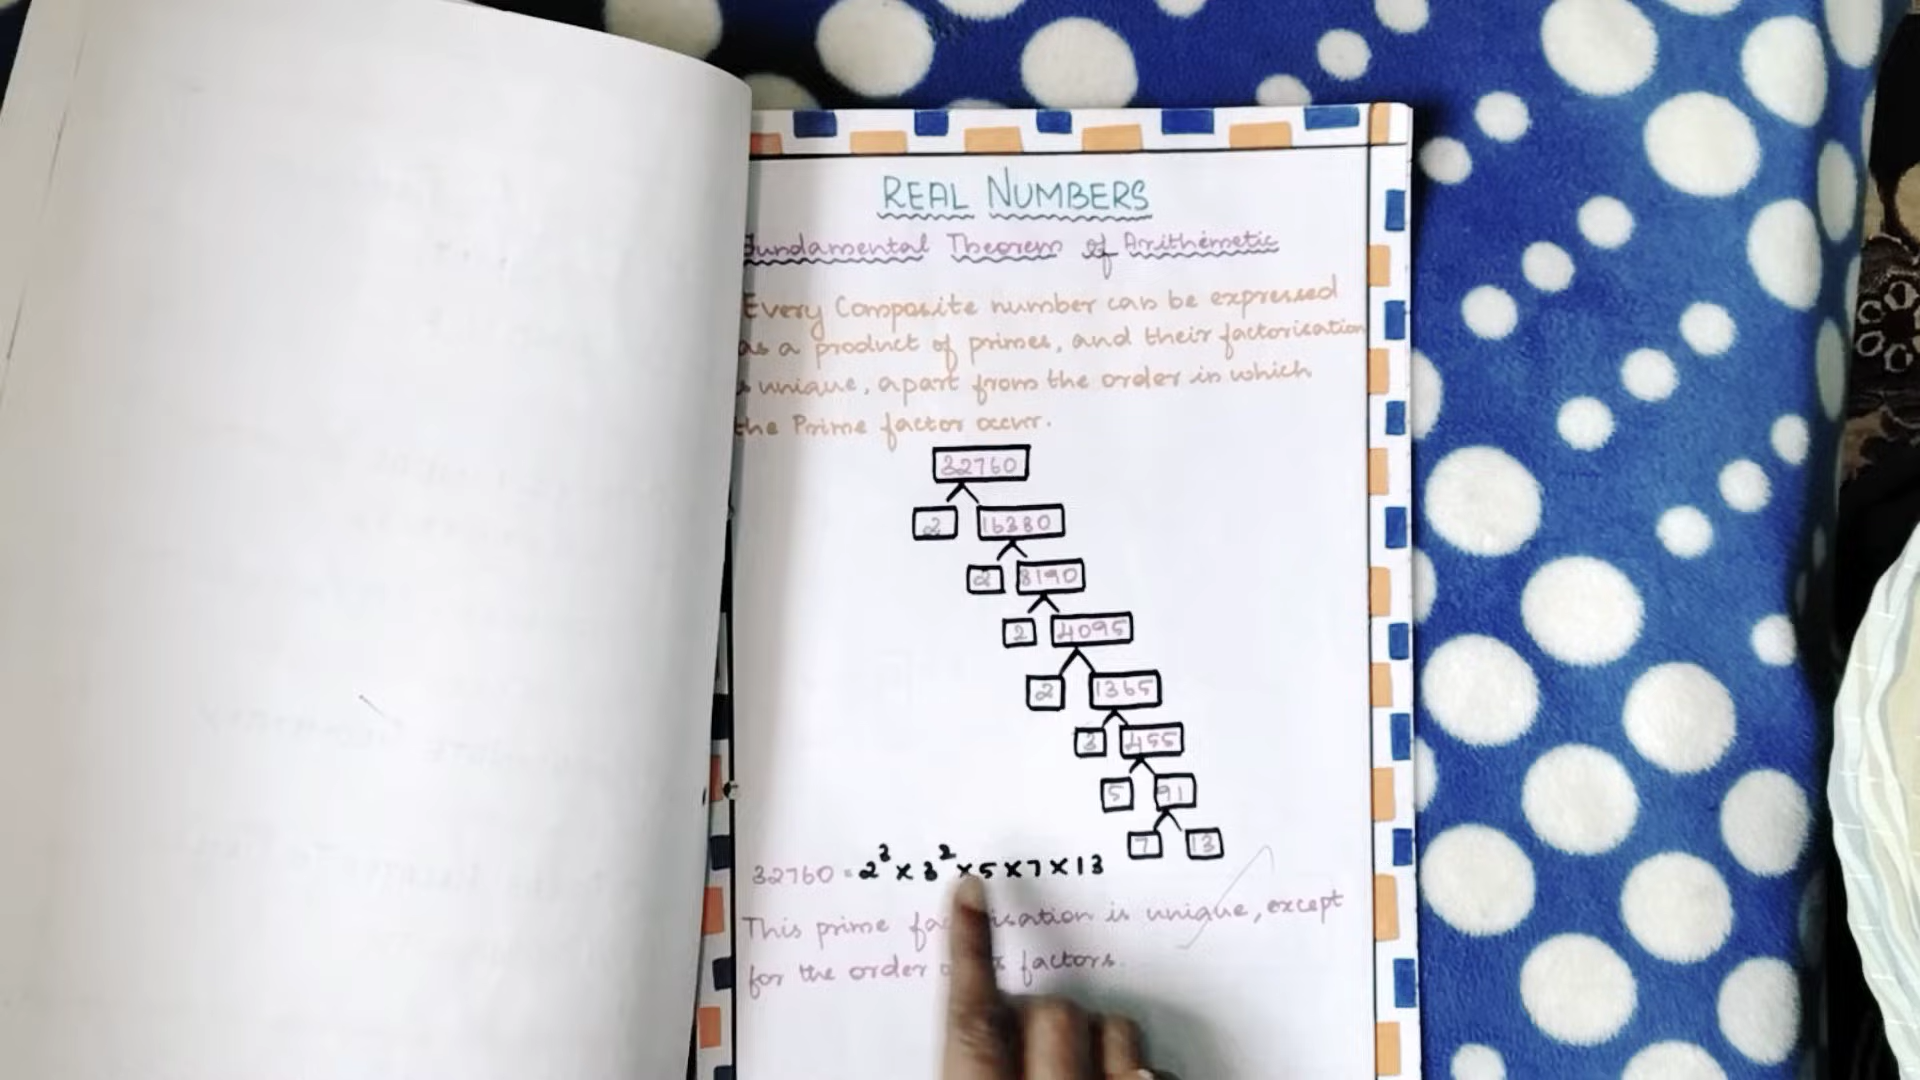 REAL NUMBERS
Fundamental Theorem of Arithemetic
Every Composite number can be expressed
as a product of primes, and their factorisation
unique, apart from the order in which
the Prime factor occur.
32760
2 16380
2 8190
2 4095
2 1365
3 455
5 91
7 13
32760 = 2³ × 3² × 5 × 7 × 13
This prime is unique, except
for the order factors.